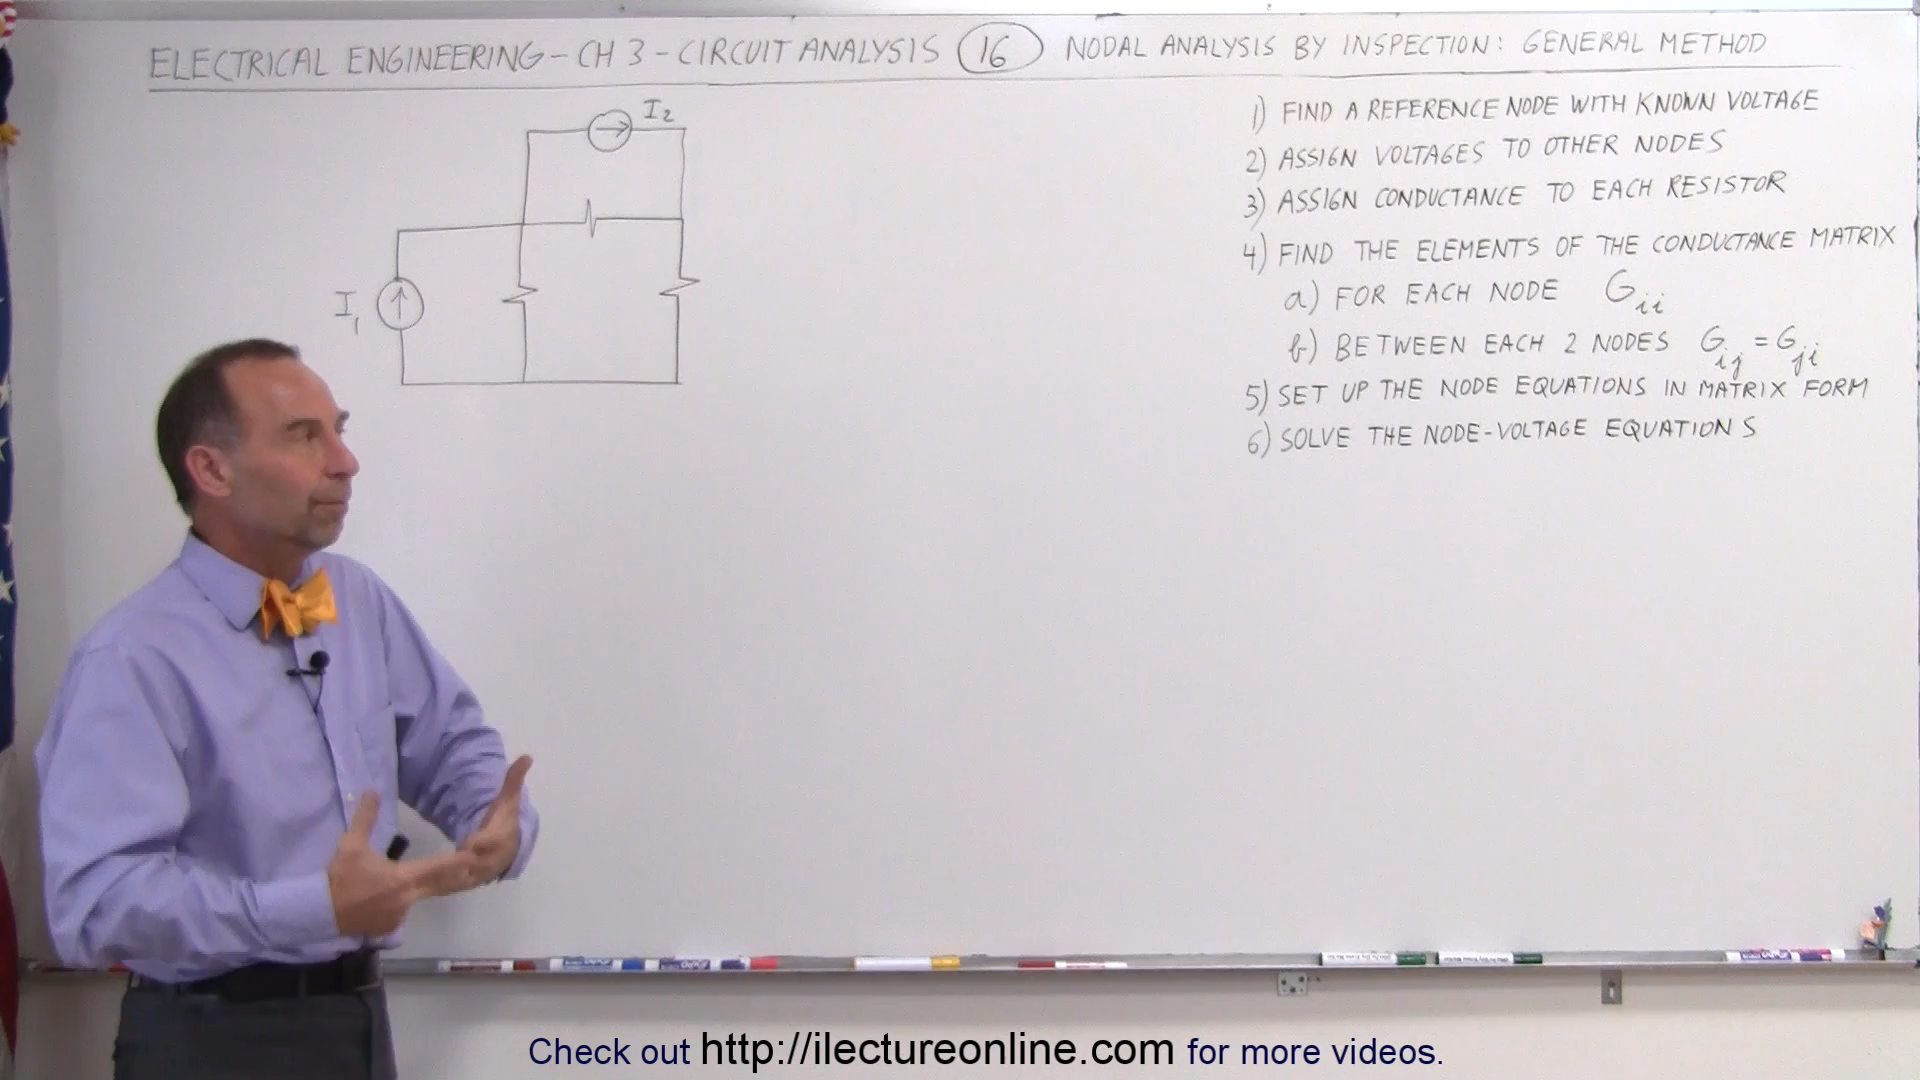 ELECTRICAL ENGINEERING - CH 3 - CIRCUIT ANALYSIS 16 NODAL ANALYSIS BY INSPECTION: GENERAL METHOD
I2
I1
1) FIND A REFERENCE NODE WITH KNOWN VOLTAGE
2) ASSIGN VOLTAGES TO OTHER NODES
3) ASSIGN CONDUCTANCE TO EACH RESISTOR
4) FIND THE ELEMENTS OF THE CONDUCTANCE MATRIX
a) FOR EACH NODE Gii
b) BETWEEN EACH 2 NODES Gij = Gji
5) SET UP THE NODE EQUATIONS IN MATRIX FORM
6) SOLVE THE NODE-VOLTAGE EQUATIONS
Check out http://ilectureonline.com for more videos.